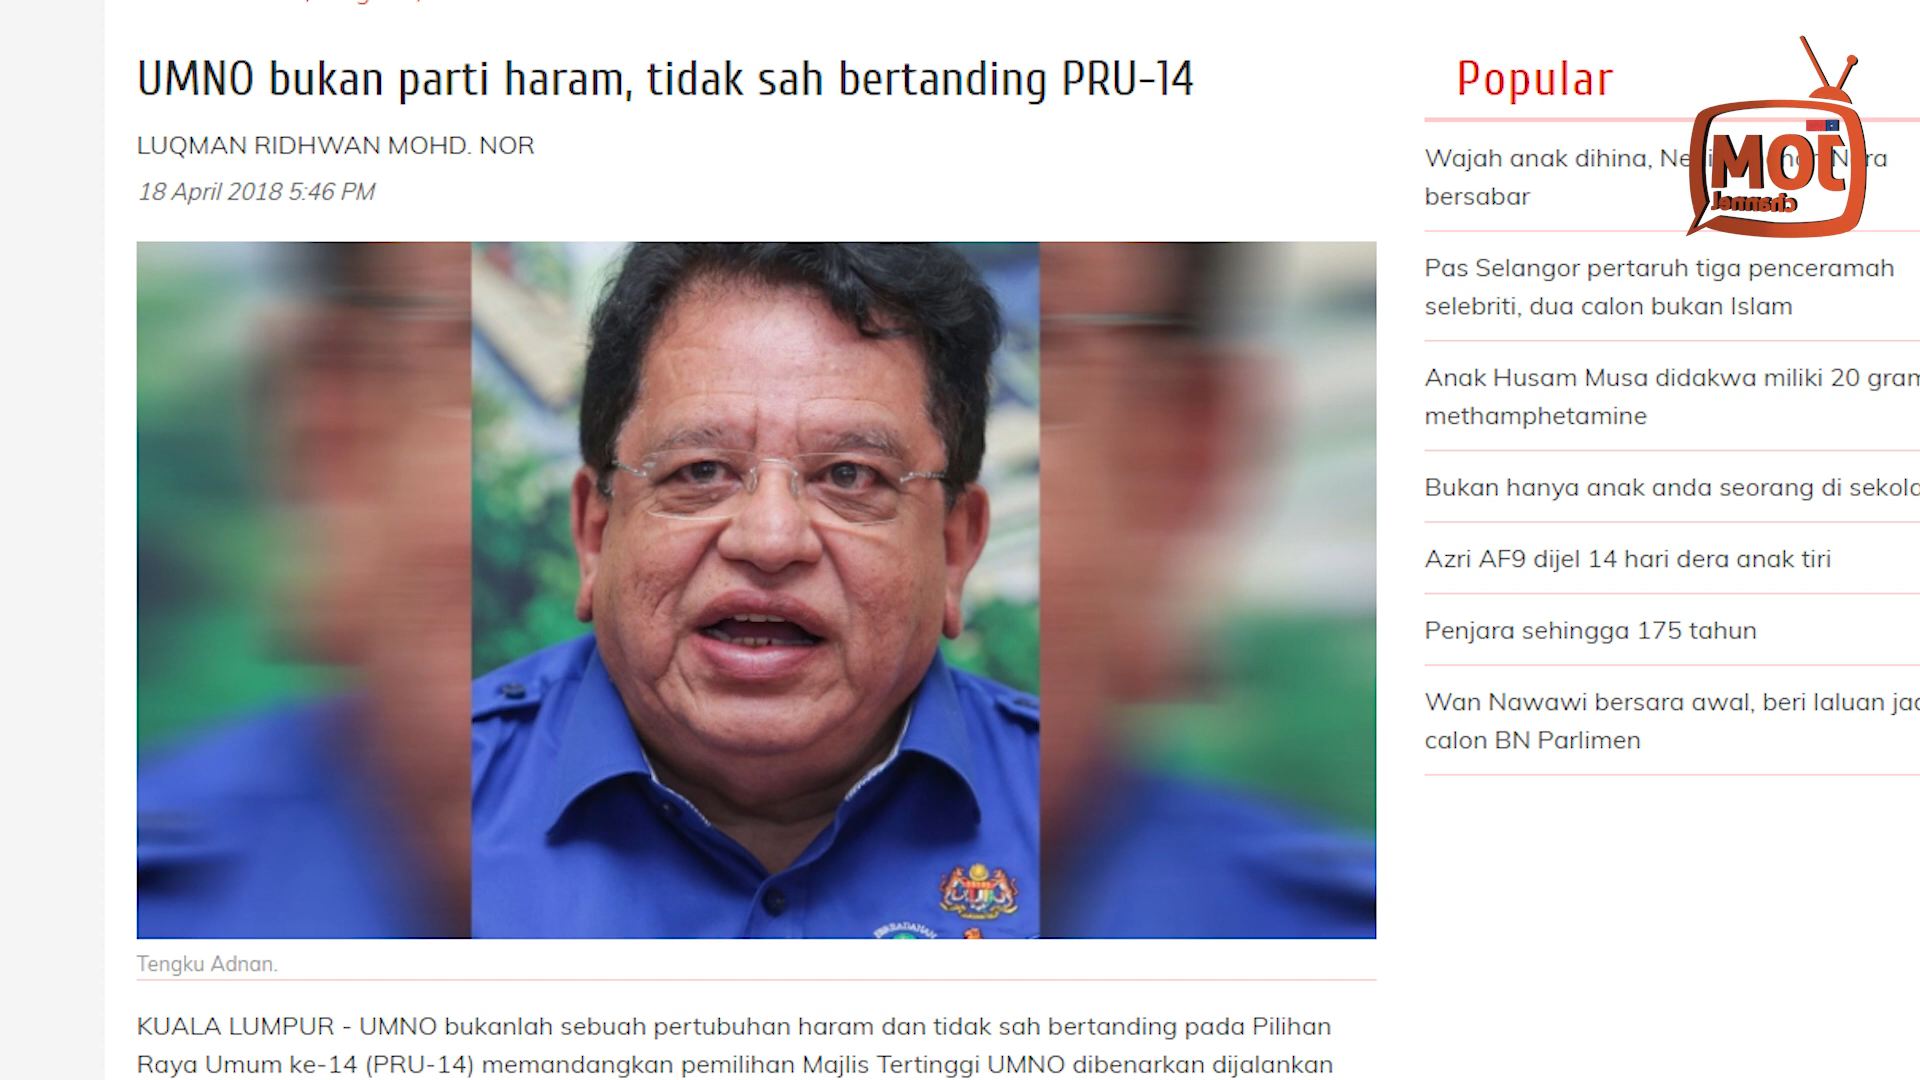 UMNO bukan parti haram, tidak sah bertanding PRU-14
LUQMAN RIDHWAN MOHD. NOR
18 April 2018 5:46 PM
Tengku Adnan.
KUALA LUMPUR - UMNO bukanlah sebuah pertubuhan haram dan tidak sah bertanding pada Pilihan
Raya Umum ke-14 (PRU-14) memandangkan pemilihan Majlis Tertinggi UMNO dibenarkan dijalankan
Popular
Wajah anak dihina,
bersabar
Pas Selangor pertaruh tiga penceramah
selebriti, dua calon bukan Islam
Anak Husam Musa didakwa miliki 20 gram
methamphetamine
Bukan hanya anak anda seorang di sekola
Azri AF9 dijel 14 hari dera anak tiri
Penjara sehingga 175 tahun
Wan Nawawi bersara awal, beri laluan jad
calon BN Parlimen